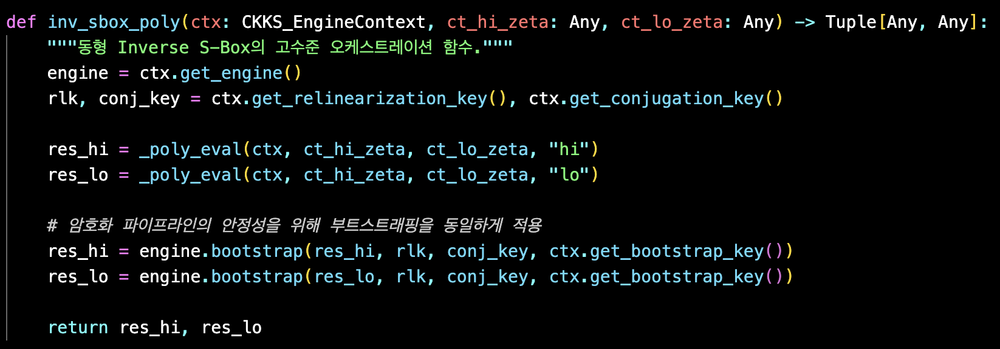 def inv_sbox_poly(ctx: CKKS_EngineContext, ct_hi_zeta: Any, ct_lo_zeta: Any) -> Tuple[Any, Any]:
"""동형 Inverse S-Box의 고수준 오케스트레이션 함수."""
engine = ctx.get_engine()
rlk, conj_key = ctx.get_relinearization_key(), ctx.get_conjugation_key()
res_hi = _poly_eval(ctx, ct_hi_zeta, ct_lo_zeta, "hi")
res_lo = _poly_eval(ctx, ct_hi_zeta, ct_lo_zeta, "lo")
# 암호화 파이프라인의 안정성을 위해 부트스트래핑을 동일하게 적용
res_hi = engine.bootstrap(res_hi, rlk, conj_key, ctx.get_bootstrap_key())
res_lo = engine.bootstrap(res_lo, rlk, conj_key, ctx.get_bootstrap_key())
return res_hi, res_lo